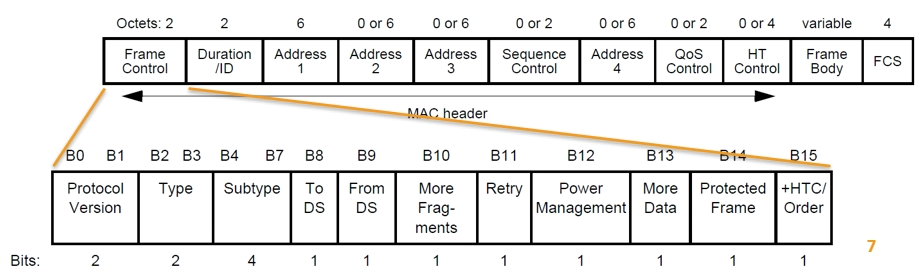 Octets: 2 2 6 0 or 6 0 or 6 0 or 2 0 or 6 0 or 2 0 or 4 variable 4
Frame Control Duration /ID Address 1 Address 2 Address 3 Sequence Control Address 4 QoS Control HT Control Frame Body FCS
MAC header
B0 B1 B2 B3 B4 B7 B8 B9 B10 B11 B12 B13 B14 B15
Protocol Version Type Subtype To DS From DS More Frag- ments Retry Power Management More Data Protected Frame +HTC/ Order
7
Bits: 2 2 4 1 1 1 1 1 1 1 1